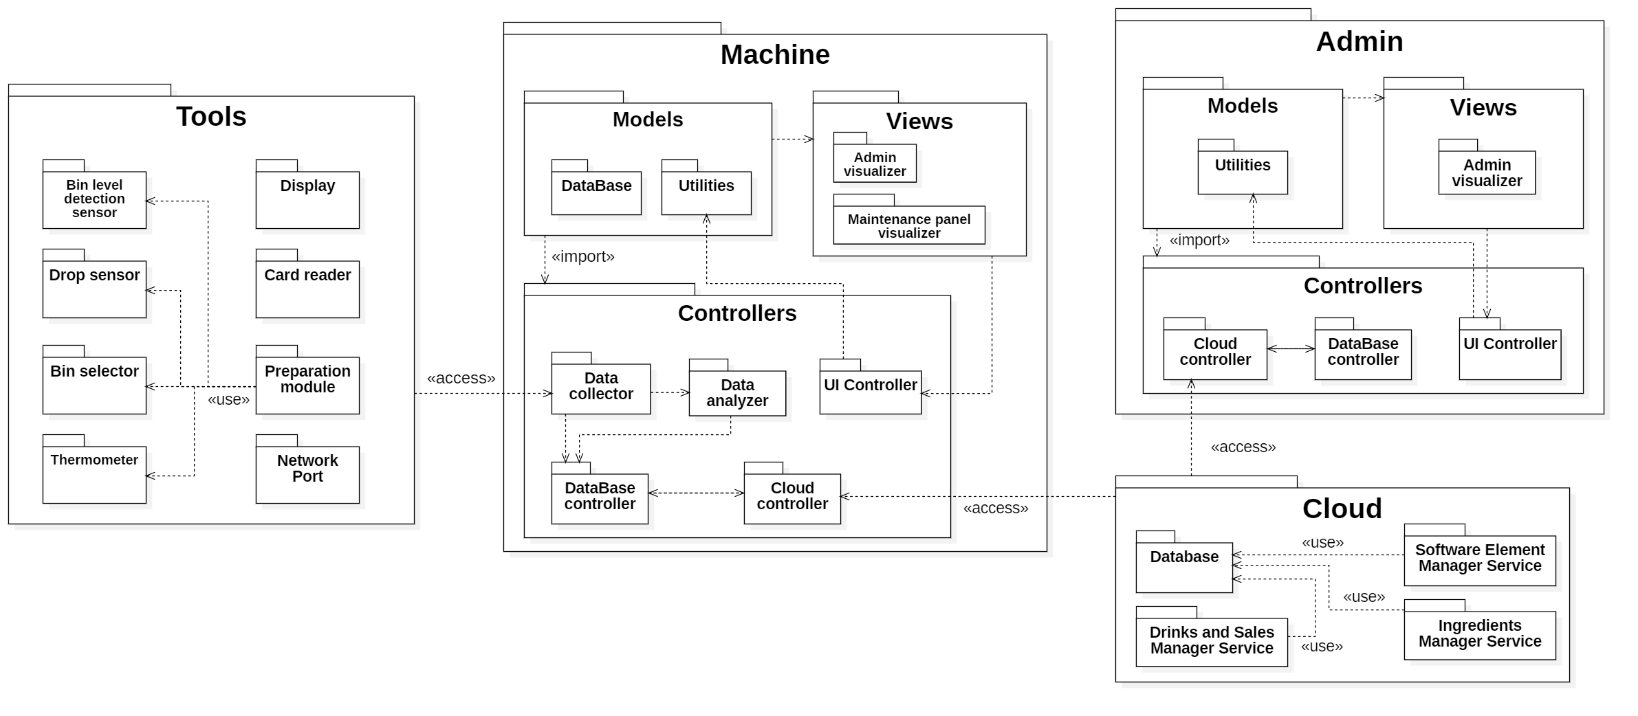 Tools
Bin level
detection
sensor
Display
Drop sensor
Card reader
Bin selector
Preparation
module
«use»
Thermometer
Network
Port
«access»
Machine
Models
DataBase
Utilities
Views
Admin
visualizer
Maintenance panel
visualizer
«import»
Controllers
Data
collector
Data
analyzer
UI Controller
DataBase
controller
Cloud
controller
«access»
Admin
Models
Utilities
Views
Admin
visualizer
«import»
Controllers
Cloud
controller
DataBase
controller
UI Controller
«access»
Cloud
Database
«use»
Software Element
Manager Service
«use»
Drinks and Sales
Manager Service
«use»
Ingredients
Manager Service